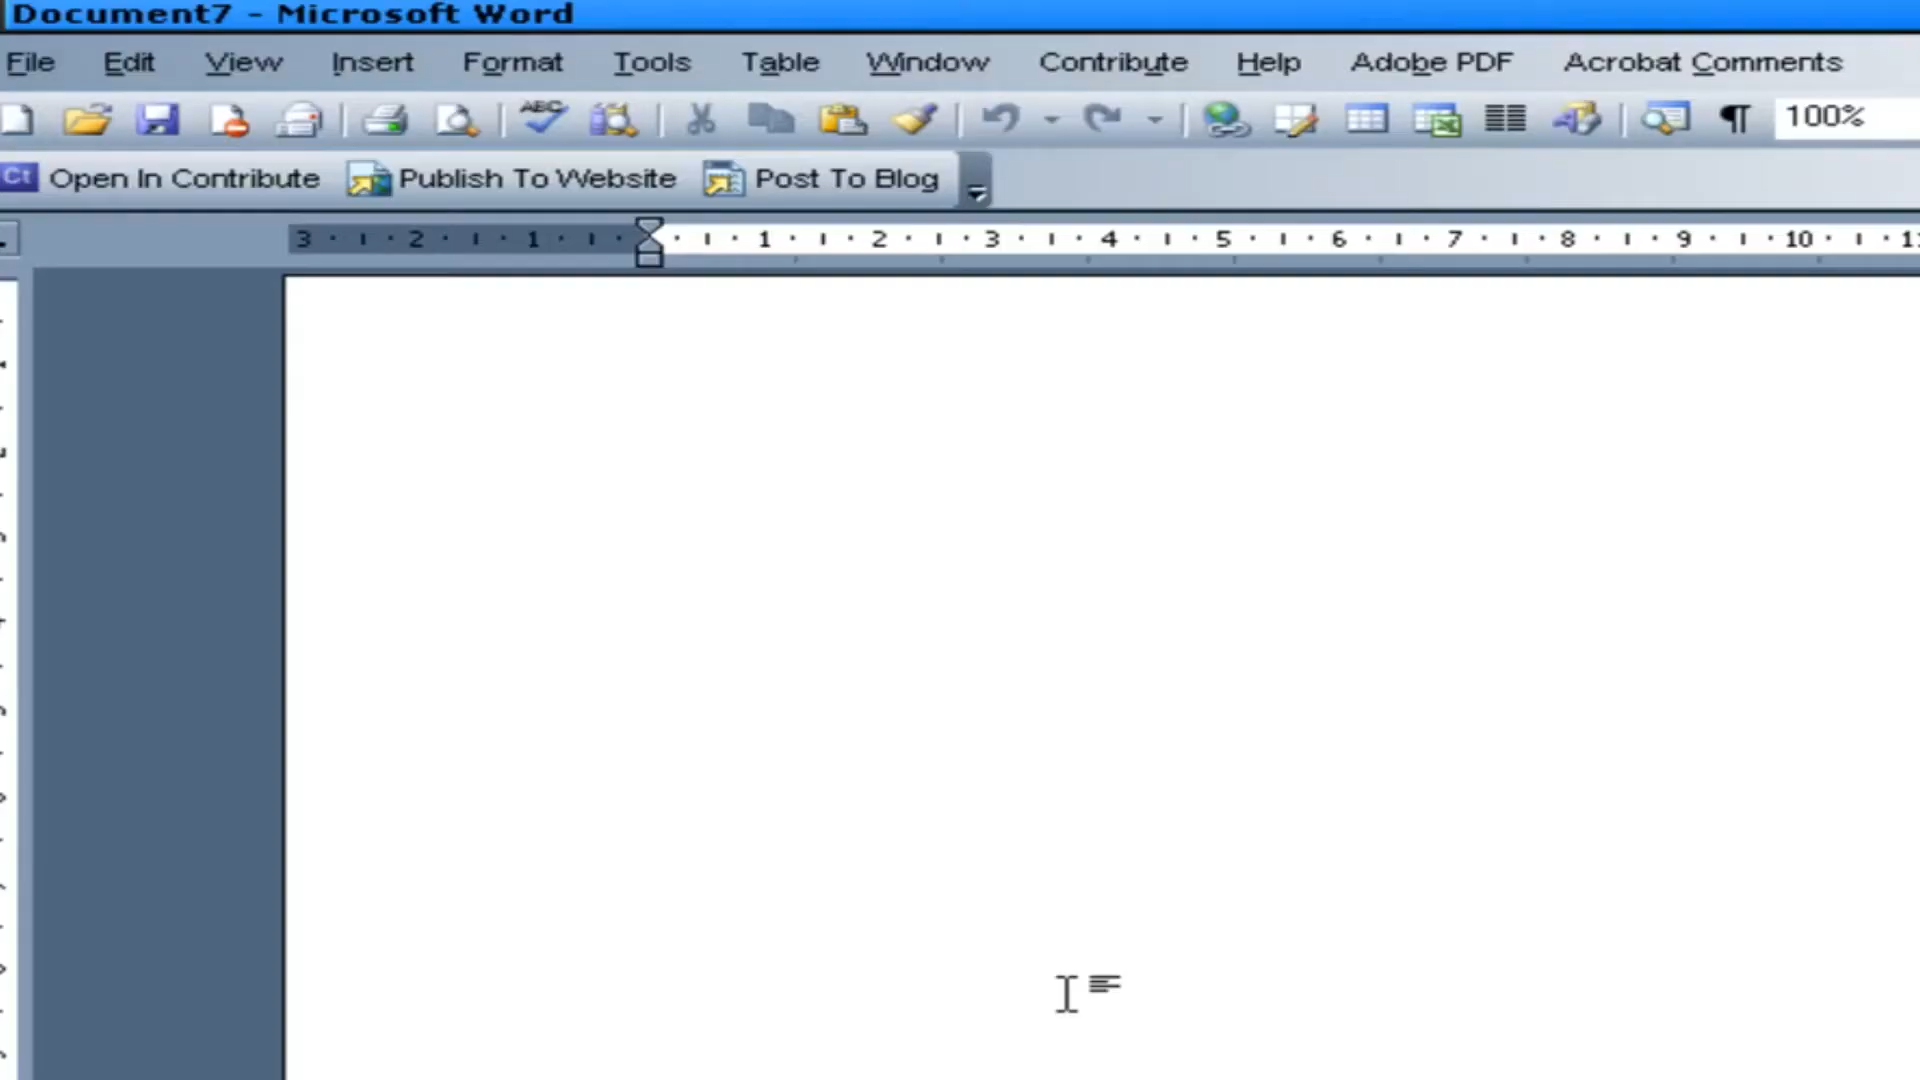 Document7 - Microsoft Word
File Edit View Insert Format Tools Table Window Contribute Help Adobe PDF Acrobat Comments
ABC ¶ 100%
Ct Open In Contribute Publish To Website Post To Blog
3 2 1 1 2 3 4 5 6 7 8 9 10